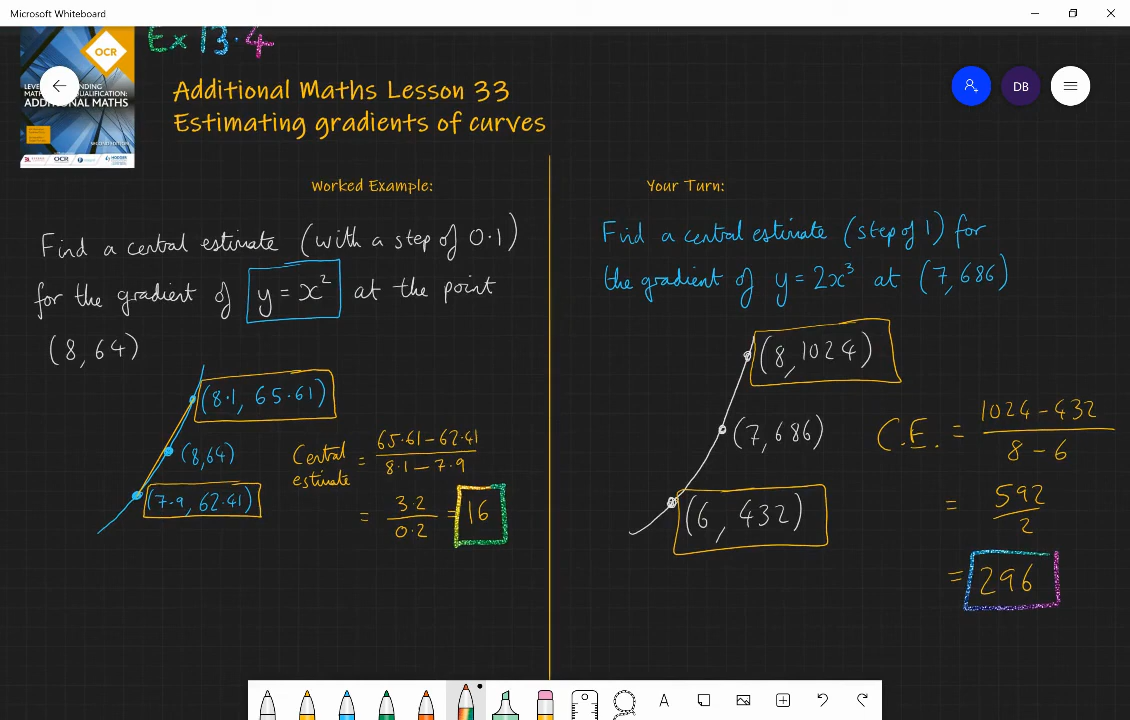 Microsoft Whiteboard
Ex 13.4
OCR
ADDITIONAL MATHS
SECOND EDITION
OCR
DB
Additional Maths Lesson 33
Estimating gradients of curves
Worked Example:
Find a central estimate (with a step of 0·1)
for the gradient of y = x² at the point
(8, 64)
(8·1, 65·61)
(8,64)
(7·9, 62·41)
Central estimate = 65·61 – 62·41 / 8·1 – 7·9
= 3·2 / 0·2 = 16
Your Turn:
Find a central estimate (step of 1) for
the gradient of y = 2x³ at (7, 686)
(8, 1024)
(7, 686)
(6, 432)
C.E. = 1024 – 432 / 8 – 6
= 592 / 2
= 296
A